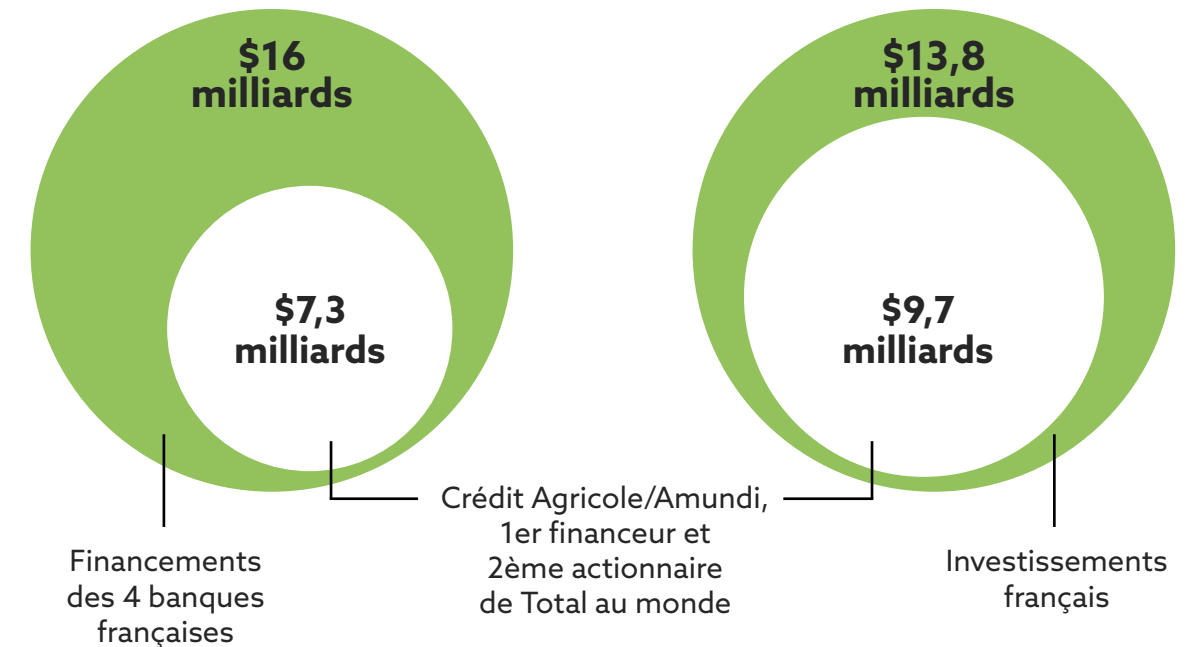 $16
milliards
$13,8
milliards
$7,3
milliards
$9,7
milliards
Crédit Agricole/Amundi,
1er financeur et
2ème actionnaire
de Total au monde
Financements
des 4 banques
françaises
Investissements
français